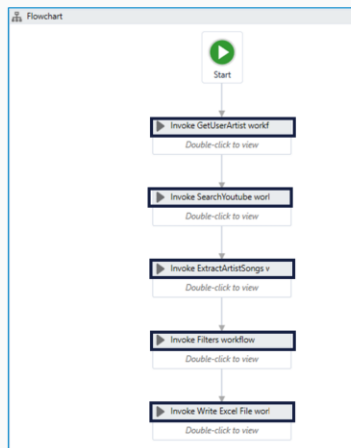 Flowchart
Start
Invoke GetUserArtist workf
Double-click to view
Invoke SearchYoutube worl
Double-click to view
Invoke ExtractArtistSongs v
Double-click to view
Invoke Filters workflow
Double-click to view
Invoke Write Excel File worl
Double-click to view